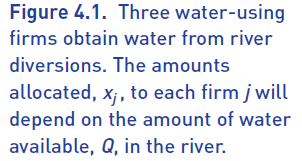 Figure 4.1. Three water-using
firms obtain water from river
diversions. The amounts
allocated, xj, to each firm j will
depend on the amount of water
available, Q, in the river.